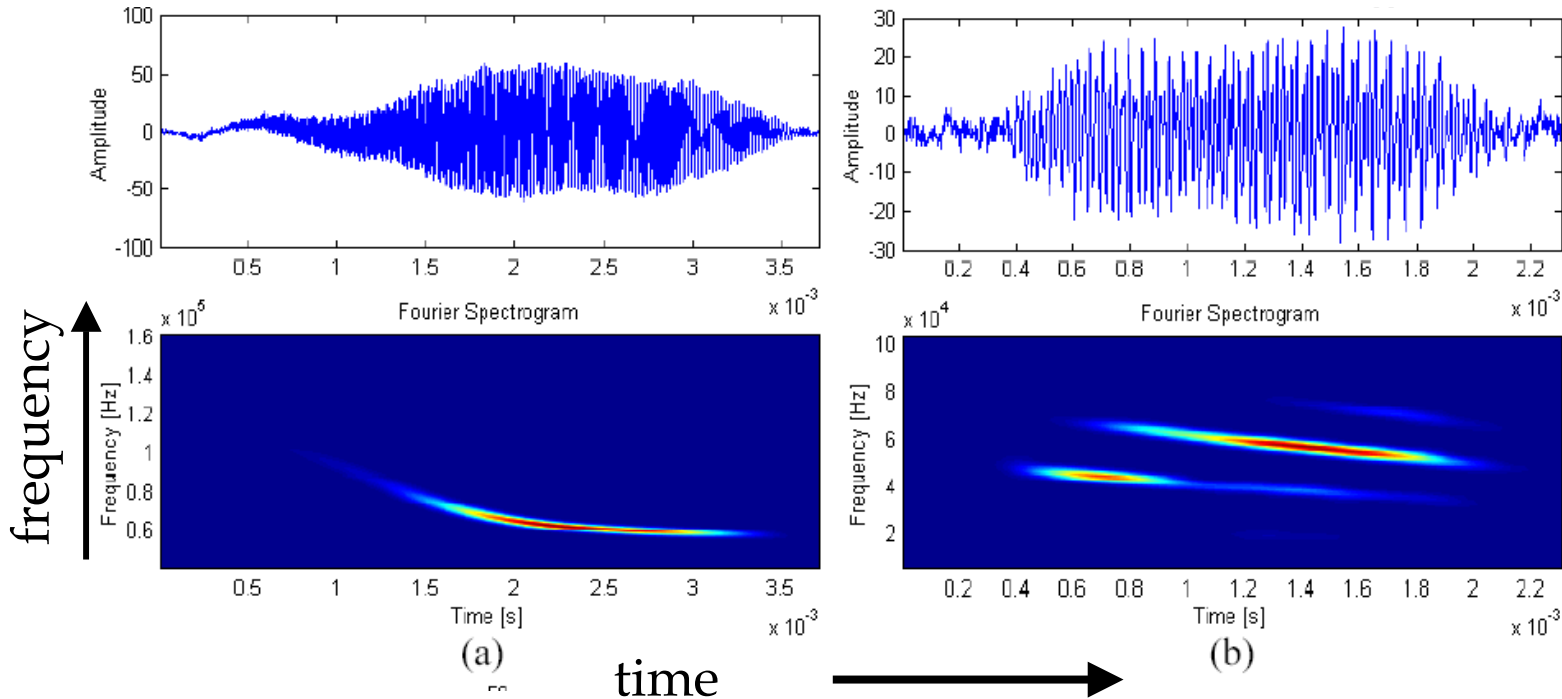 100
50
0
-50
-100
Amplitude
0.5 1 1.5 2 2.5 3 3.5
x 10⁻³
30
20
10
0
-10
-20
-30
Amplitude
0.2 0.4 0.6 0.8 1 1.2 1.4 1.6 1.8 2 2.2
x 10⁻³
frequency
x 10⁵
Fourier Spectrogram
1.6
1.4
1.2
1
0.8
0.6
Frequency [Hz]
0.5 1 1.5 2 2.5 3 3.5
Time [s]
x 10⁻³
(a)
x 10⁴
Fourier Spectrogram
10
8
6
4
2
Frequency [Hz]
0.2 0.4 0.6 0.8 1 1.2 1.4 1.6 1.8 2 2.2
Time [s]
x 10⁻³
(b)
time